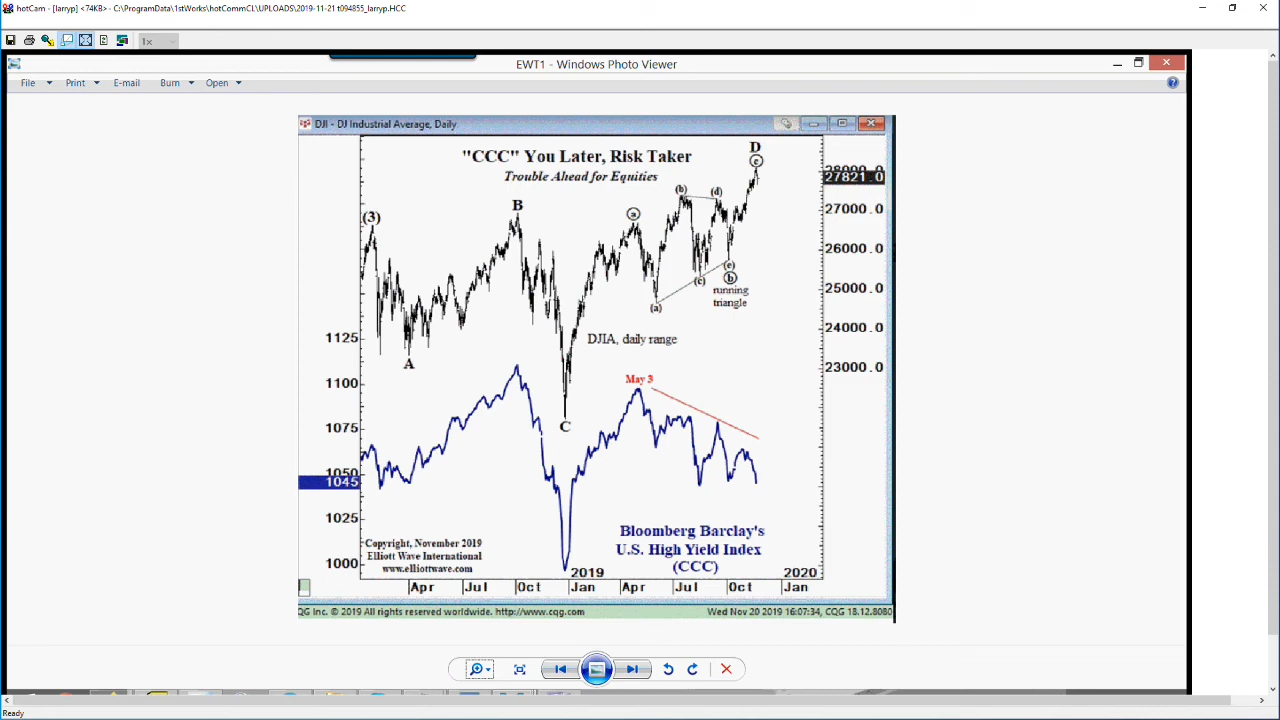 hotCam - [larryp] <74KB> - C:\ProgramData\1stWorks\hotCommCL\UPLOADS\2019-11-21 t094855_larryp.HCC
1x
EWT1 - Windows Photo Viewer
File Print E-mail Burn Open
DJI - DJ Industrial Average, Daily
"CCC" You Later, Risk Taker
Trouble Ahead for Equities
D
e
28000.0
27821.0
(b) (d)
B
27000.0
a
(3)
26000.0
(e)
(c) b
25000.0
running
triangle
(a)
24000.0
1125
DJIA, daily range
A
23000.0
May 3
1100
C
1075
1050
1045
1025
Bloomberg Barclay's
U.S. High Yield Index
(CCC)
Copyright, November 2019
Elliott Wave International
www.elliottwave.com
1000
2019 2020
Apr Jul Oct Jan Apr Jul Oct Jan
QG Inc. © 2019 All rights reserved worldwide. http://www.cqg.com Wed Nov 20 2019 16:07:34, CQG 18.12.8080
Ready